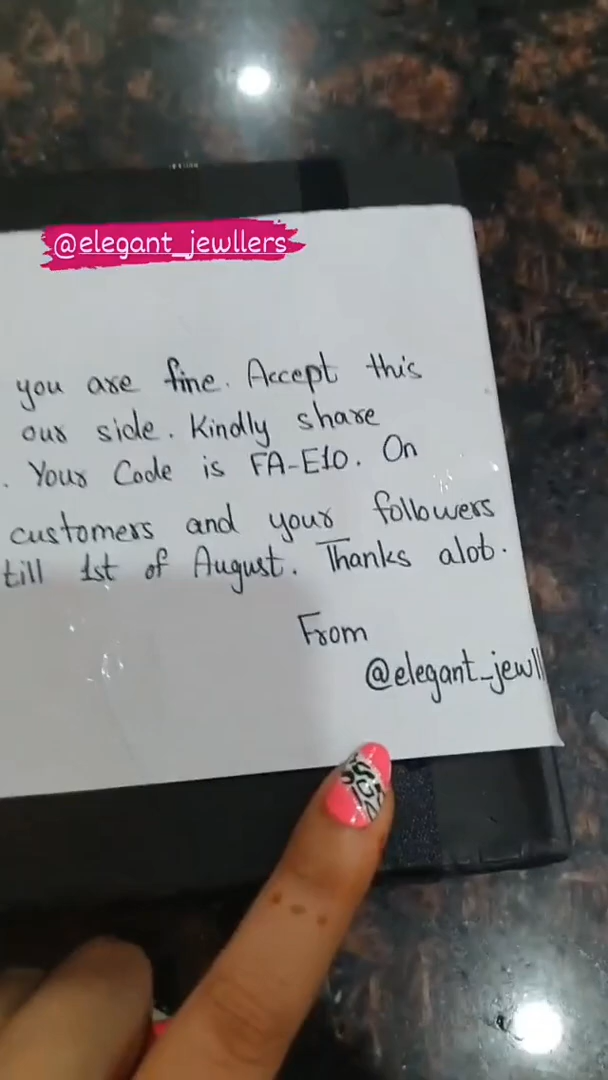 @elegant_jewllers
you are fine. Accept this
our side. Kindly share
. Your Code is FA-E10. On
customers and your followers
till 1st of August. Thanks alot.
From
@elegant_jewll